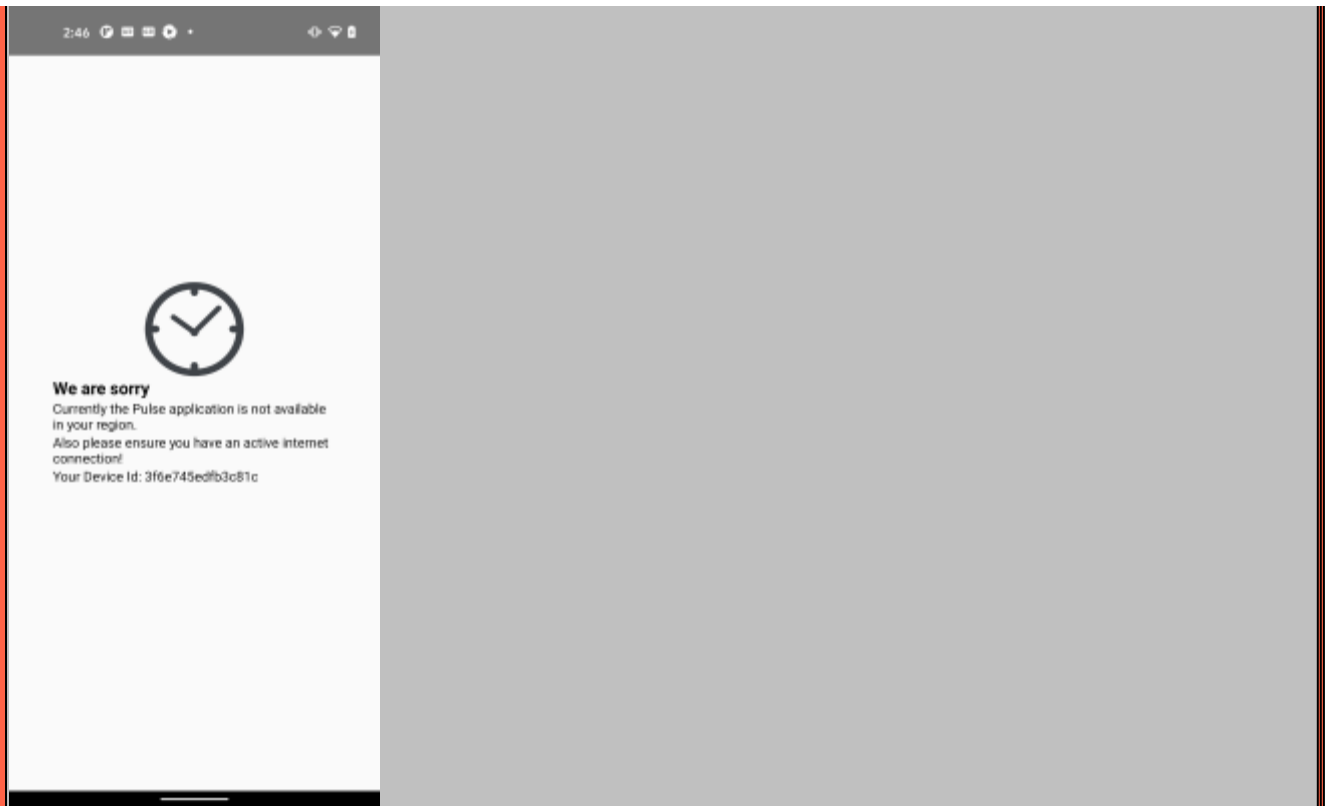 2:46
We are sorry
Currently the Pulse application is not available
in your region.
Also please ensure you have an active internet
connection!
Your Device Id: 3f6e745edfb3c81c